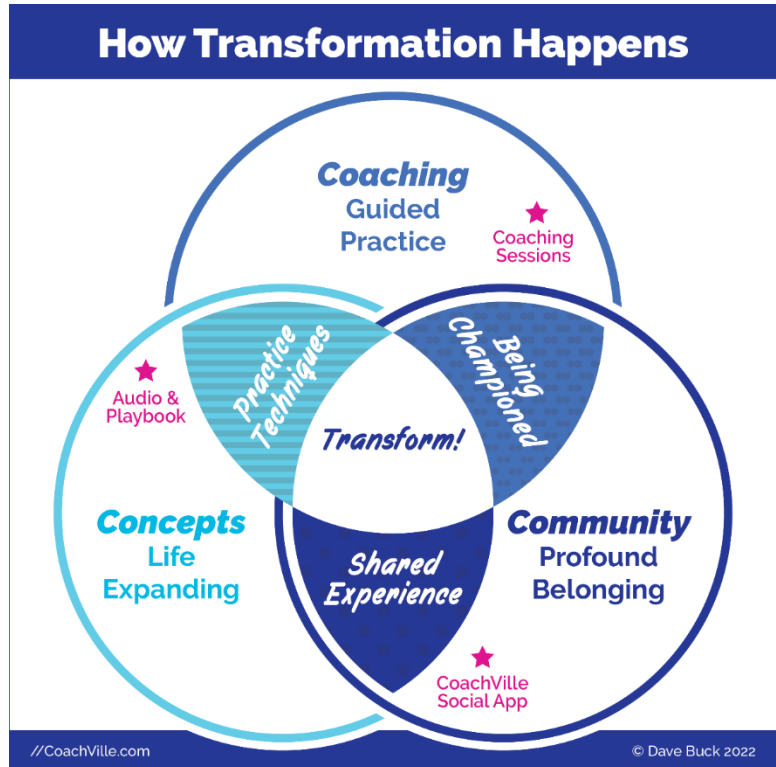 How Transformation Happens
Coaching
Guided
Practice
Coaching
Sessions
Practice
Techniques
Being
Championed
Audio &
Playbook
Transform!
Concepts
Life
Expanding
Community
Profound
Belonging
Shared
Experience
CoachVille
Social App
//CoachVille.com
© Dave Buck 2022